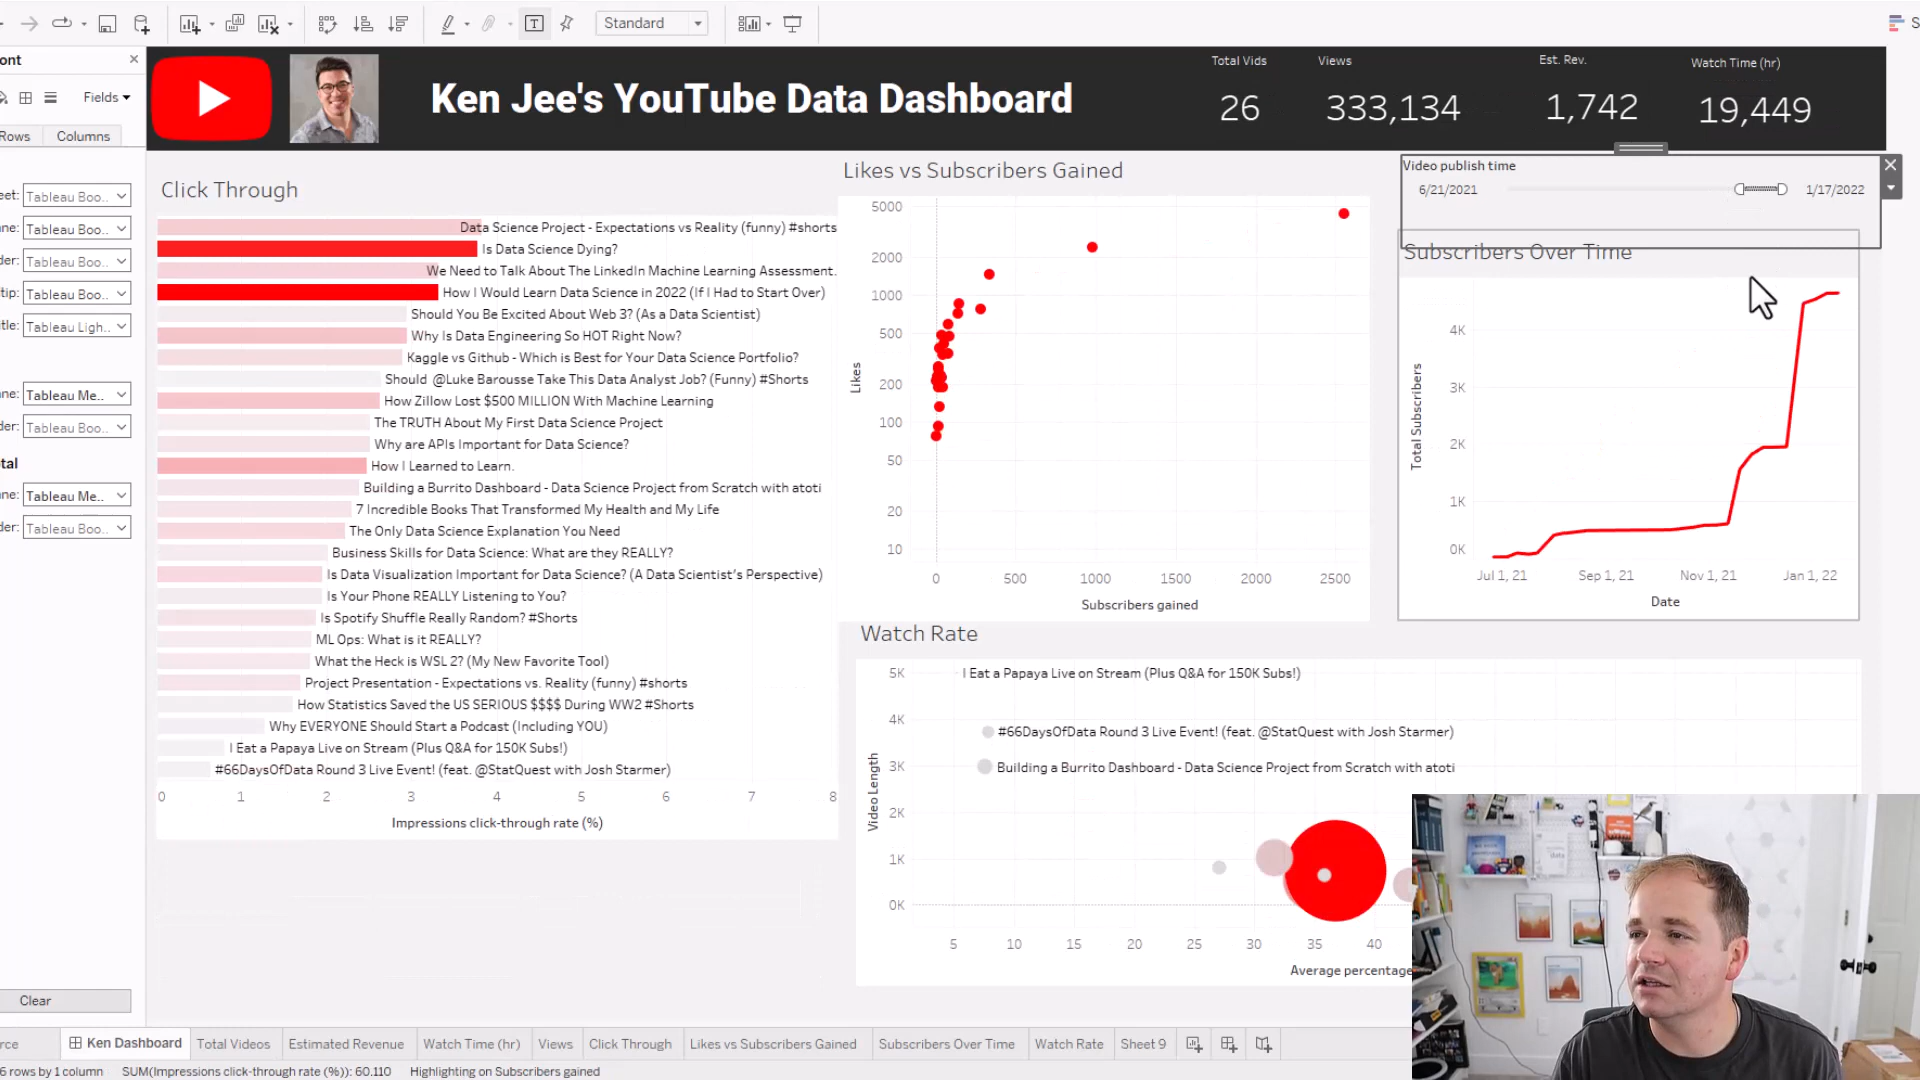 Standard
S
ont
Fields
Rows
Columns
eet:
Tableau Boo..
ane:
Tableau Boo..
der:
Tableau Boo..
ltip:
Tableau Boo..
itle:
Tableau Ligh..
ane:
Tableau Me..
der:
Tableau Boo..
otal
ane:
Tableau Me..
der:
Tableau Boo..
Clear
Ken Jee's YouTube Data Dashboard
Total Vids
26
Views
333,134
Est. Rev.
1,742
Watch Time (hr)
19,449
Click Through
Data Science Project - Expectations vs Reality (funny) #shorts
Is Data Science Dying?
We Need to Talk About The LinkedIn Machine Learning Assessment.
How I Would Learn Data Science in 2022 (If I Had to Start Over)
Should You Be Excited About Web 3? (As a Data Scientist)
Why Is Data Engineering So HOT Right Now?
Kaggle vs Github - Which is Best for Your Data Science Portfolio?
Should @Luke Barousse Take This Data Analyst Job? (Funny) #Shorts
How Zillow Lost $500 MILLION With Machine Learning
The TRUTH About My First Data Science Project
Why are APIs Important for Data Science?
How I Learned to Learn.
Building a Burrito Dashboard - Data Science Project from Scratch with atoti
7 Incredible Books That Transformed My Health and My Life
The Only Data Science Explanation You Need
Business Skills for Data Science: What are they REALLY?
Is Data Visualization Important for Data Science? (A Data Scientist's Perspective)
Is Your Phone REALLY Listening to You?
Is Spotify Shuffle Really Random? #Shorts
ML Ops: What is it REALLY?
What the Heck is WSL 2? (My New Favorite Tool)
Project Presentation - Expectations vs. Reality (funny) #shorts
How Statistics Saved the US SERIOUS $$$$ During WW2 #Shorts
Why EVERYONE Should Start a Podcast (Including YOU)
I Eat a Papaya Live on Stream (Plus Q&A for 150K Subs!)
#66DaysOfData Round 3 Live Event! (feat. @StatQuest with Josh Starmer)
0 1 2 3 4 5 6 7 8
Impressions click-through rate (%)
Likes vs Subscribers Gained
5000
2000
1000
500
200
100
50
20
10
Likes
0 500 1000 1500 2000 2500
Subscribers gained
Video publish time
6/21/2021
1/17/2022
Subscribers Over Time
4K
3K
2K
1K
0K
Total Subscribers
Jul 1, 21 Sep 1, 21 Nov 1, 21 Jan 1, 22
Date
Watch Rate
5K
4K
3K
2K
1K
0K
Video Length
I Eat a Papaya Live on Stream (Plus Q&A for 150K Subs!)
#66DaysOfData Round 3 Live Event! (feat. @StatQuest with Josh Starmer)
Building a Burrito Dashboard - Data Science Project from Scratch with atoti
5 10 15 20 25 30 35 40
Average percentage
rce
Ken Dashboard
Total Videos
Estimated Revenue
Watch Time (hr)
Views
Click Through
Likes vs Subscribers Gained
Subscribers Over Time
Watch Rate
Sheet 9
6 rows by 1 column
SUM(Impressions click-through rate (%)): 60.110
Highlighting on Subscribers gained